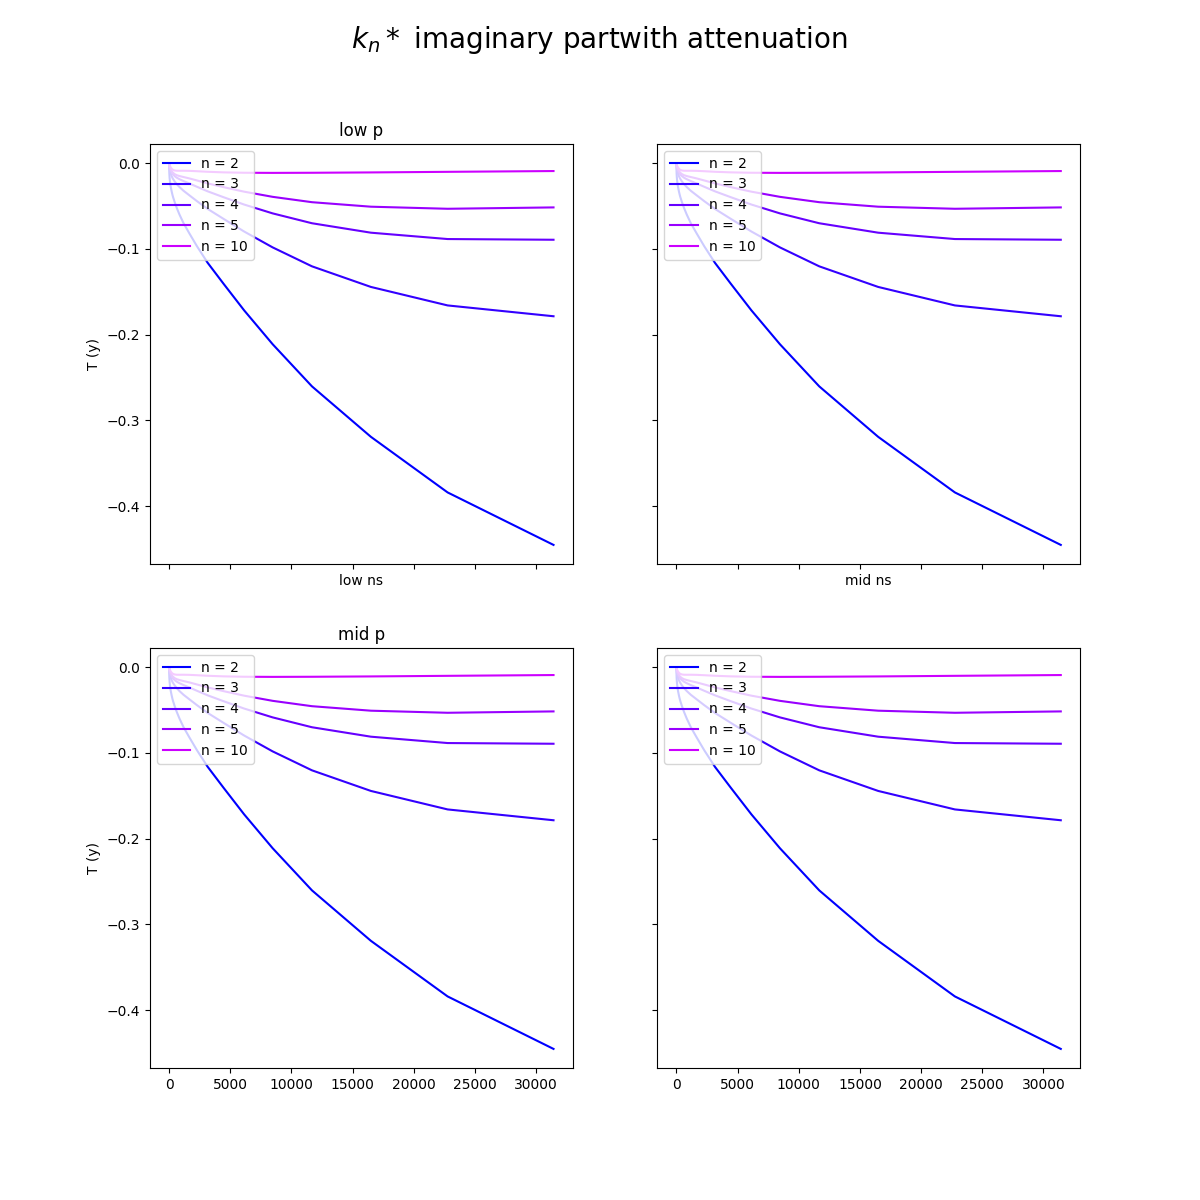 k_n* imaginary partwith attenuation
low p
n = 2
n = 3
n = 4
n = 5
n = 10
0.0
−0.1
−0.2
−0.3
−0.4
T (y)
low ns
n = 2
n = 3
n = 4
n = 5
n = 10
mid ns
mid p
n = 2
n = 3
n = 4
n = 5
n = 10
0.0
−0.1
−0.2
−0.3
−0.4
T (y)
0 5000 10000 15000 20000 25000 30000
n = 2
n = 3
n = 4
n = 5
n = 10
0 5000 10000 15000 20000 25000 30000